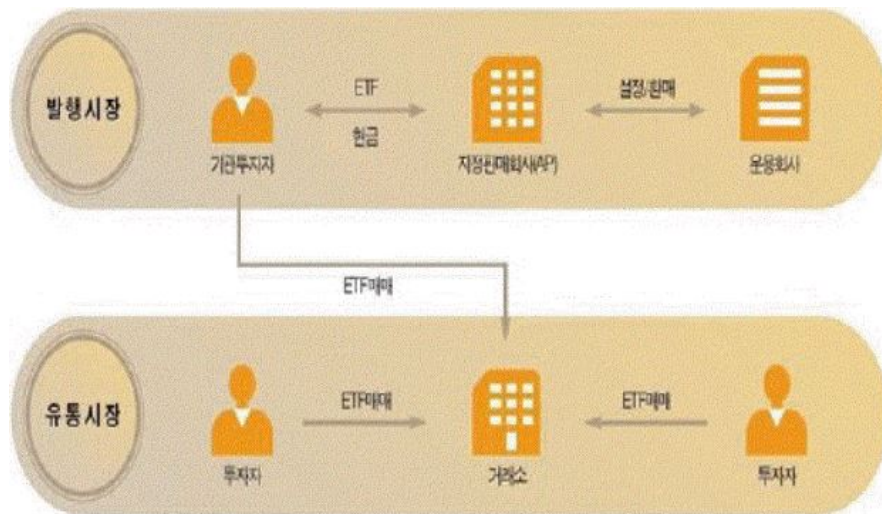 발행시장
ETF
현금
설정/판매
기관투자자
지정판매회사(AP)
운용회사
ETF매매
유통시장
ETF매매
ETF매매
투자자
거래소
투자자